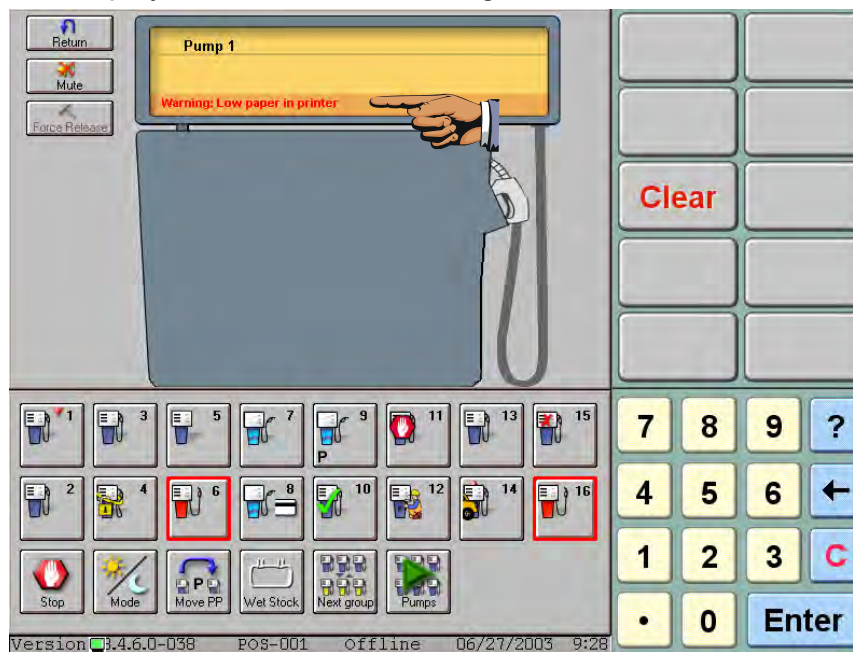 Return
Mute
Force Release
Pump 1
Warning: Low paper in printer
Clear
1 3 5 7 9 11 13 15
P
2 4 6 8 10 12 14 16
P
Stop Mode Move PP Wet Stock Next group Pumps
7 8 9 ?
4 5 6 ←
1 2 3 C
. 0 Enter
Version 3.4.6.0-038 POS-001 Offline 06/27/2003 9:28